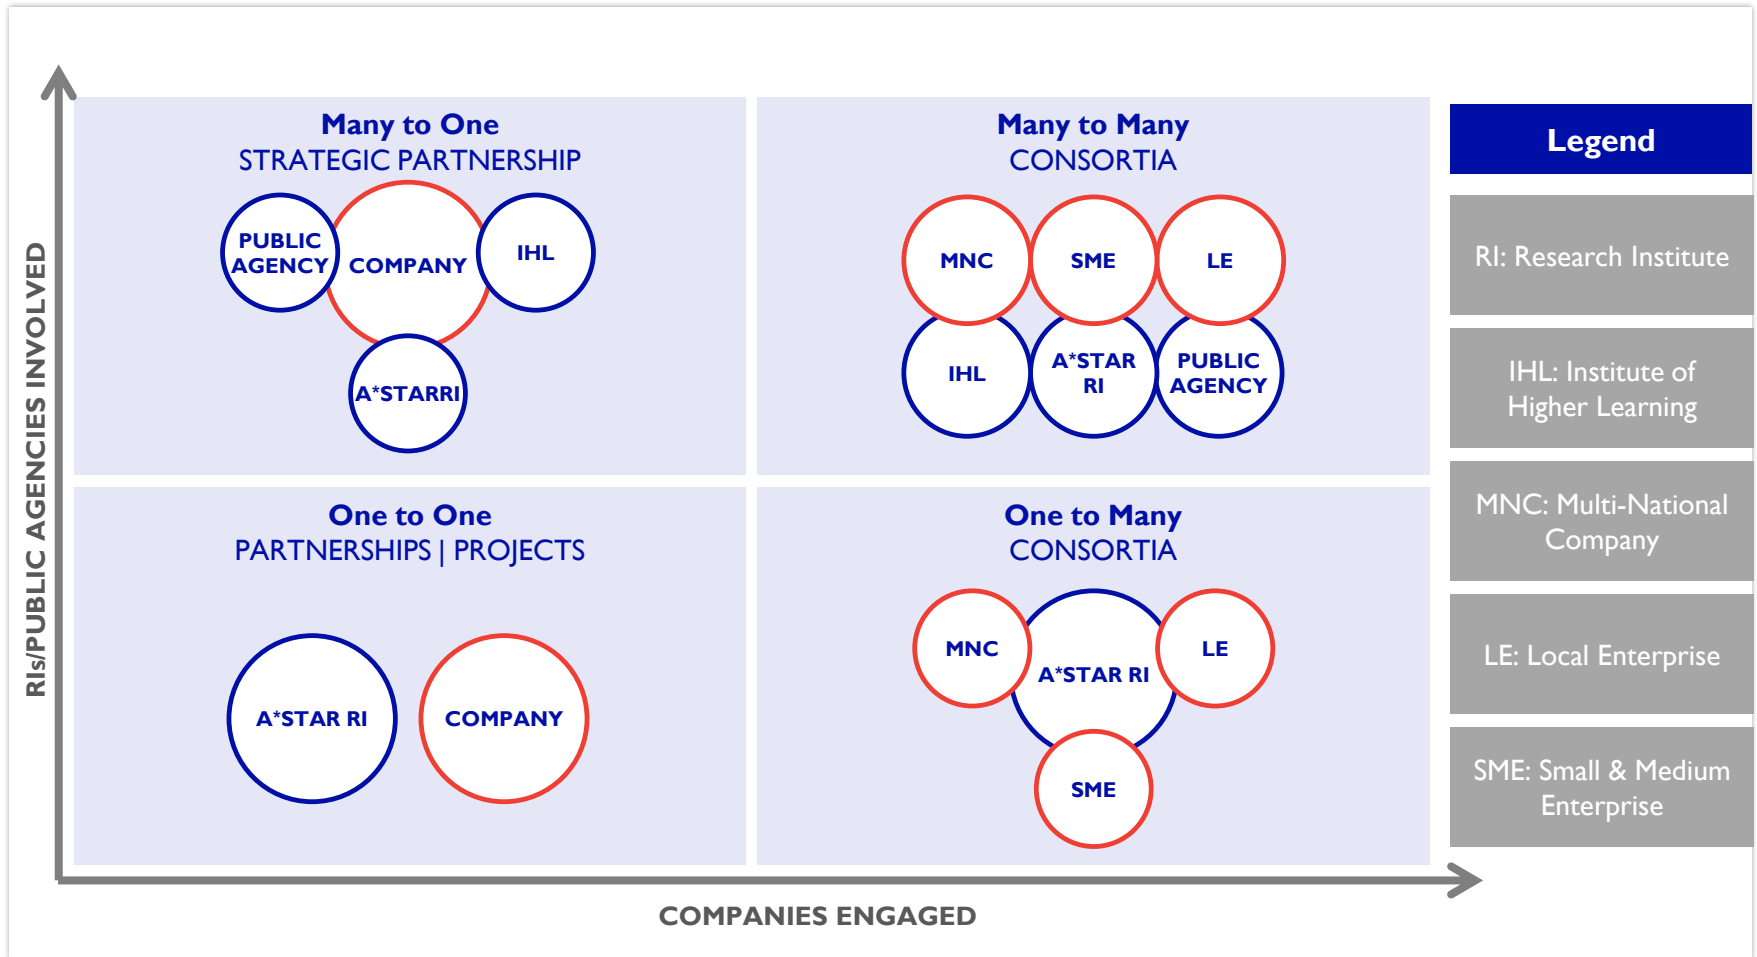 Many to One
STRATEGIC PARTNERSHIP
PUBLIC
AGENCY
COMPANY
IHL
A*STARRI
Many to Many
CONSORTIA
MNC
SME
LE
IHL
A*STAR
RI
PUBLIC
AGENCY
One to One
PARTNERSHIPS | PROJECTS
A*STAR RI
COMPANY
One to Many
CONSORTIA
MNC
A*STAR RI
LE
SME
RIs/PUBLIC AGENCIES INVOLVED
COMPANIES ENGAGED
Legend
RI: Research Institute
IHL: Institute of
Higher Learning
MNC: Multi-National
Company
LE: Local Enterprise
SME: Small & Medium
Enterprise